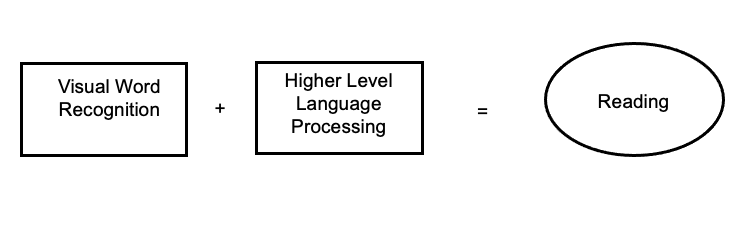 Visual Word
Recognition
+
Higher Level
Language
Processing
=
Reading